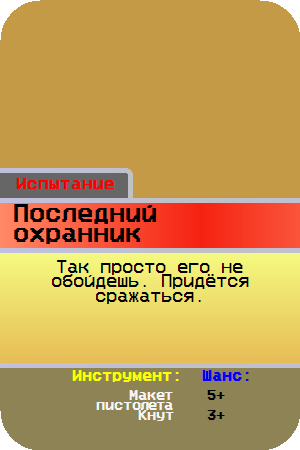 Испытание
Последний
охранник
Так просто его не
обойдешь. Придётся
сражаться.
Инструмент: Шанс:
Макет 5+
пистолета
Кнут 3+